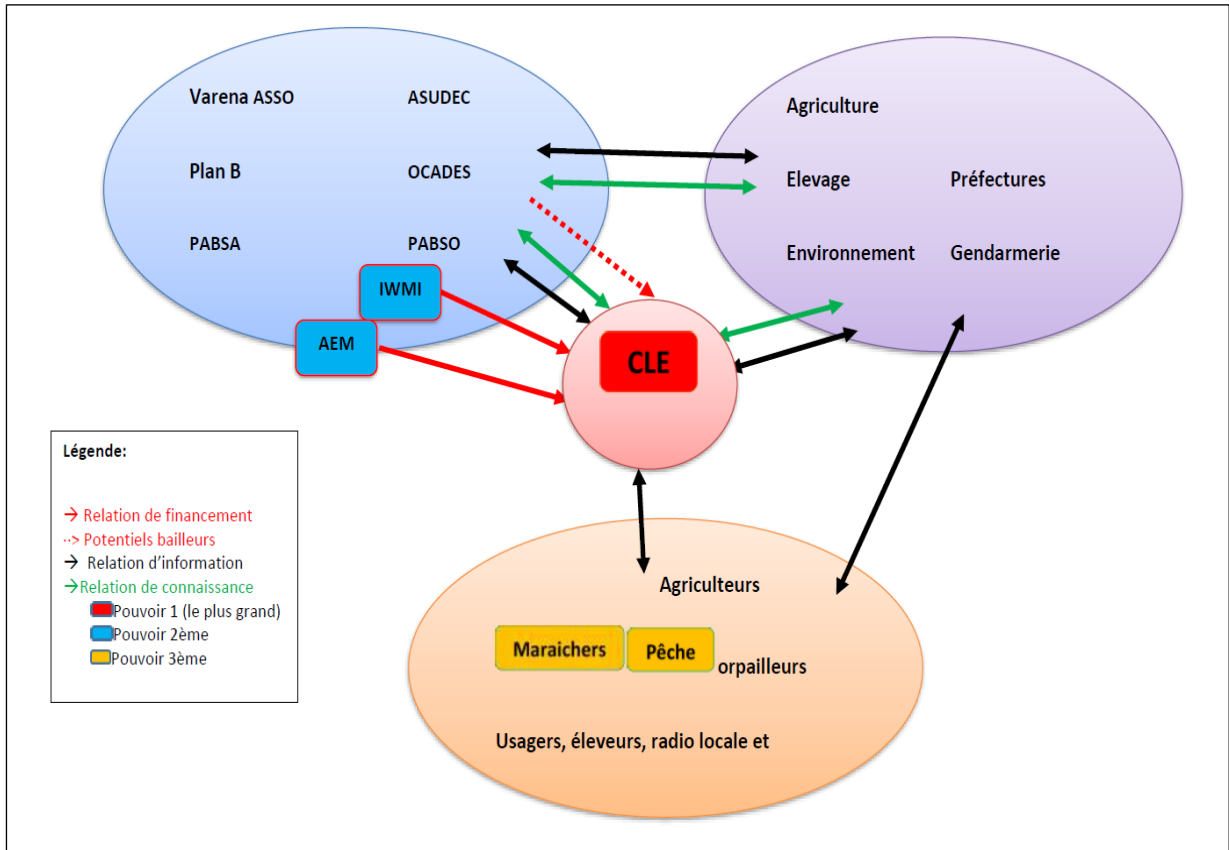 Varena ASSO
ASUDEC
Plan B
OCADES
PABSA
PABSO
IWMI
AEM
Agriculture
Elevage
Préfectures
Environnement
Gendarmerie
CLE
Légende:
→ Relation de financement
--> Potentiels bailleurs
→ Relation d’information
→Relation de connaissance
Pouvoir 1 (le plus grand)
Pouvoir 2ème
Pouvoir 3ème
Agriculteurs
Maraichers
Pêche
orpailleurs
Usagers, éleveurs, radio locale et